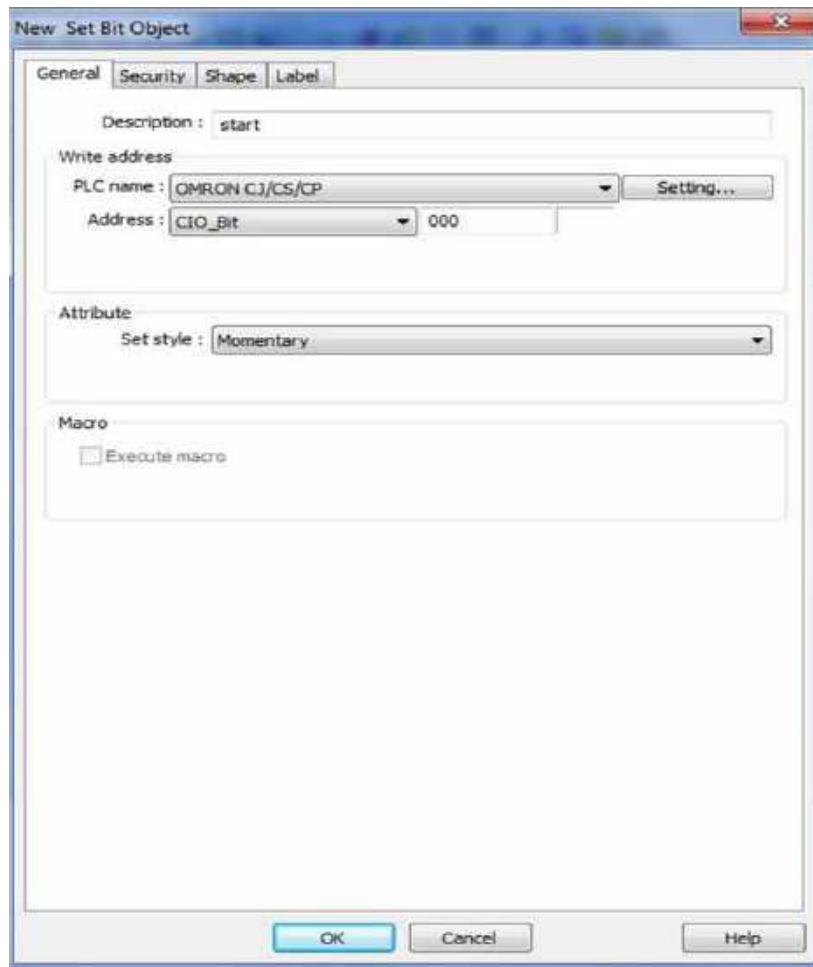 New Set Bit Object
General Security Shape Label
Description : start
Write address
PLC name : OMRON CJ/CS/CP Setting...
Address : CIO_Bit 000
Attribute
Set style : Momentary
Macro
Execute macro
OK Cancel Help